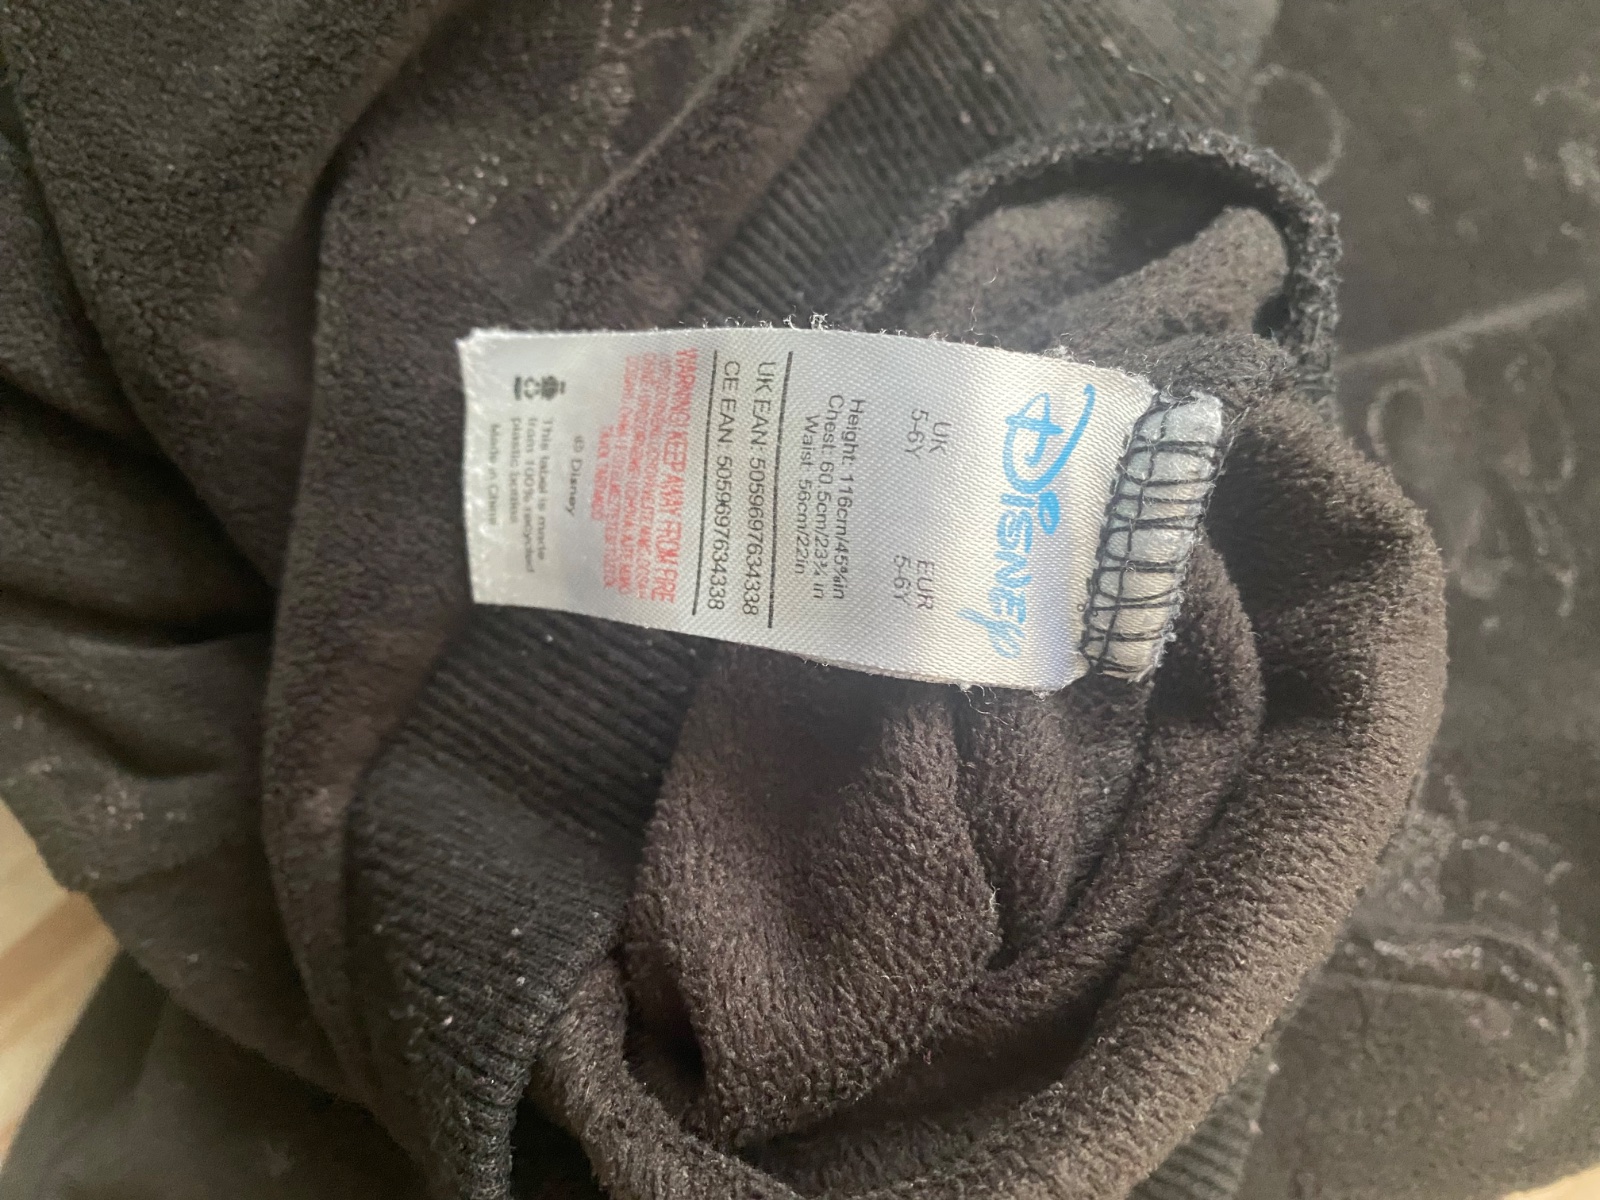 Disney
UK EUR
5-6Y 5-6Y
Height: 116cm/45¾in
Chest: 60.5cm/23¾ in
Waist: 56cm/22in
UK EAN: 5059697634338
CE EAN: 5059697634338
WARNING! KEEP AWAY FROM FIRE
© Disney
This label is made
from 100% recycled
plastic bottles
Made in China